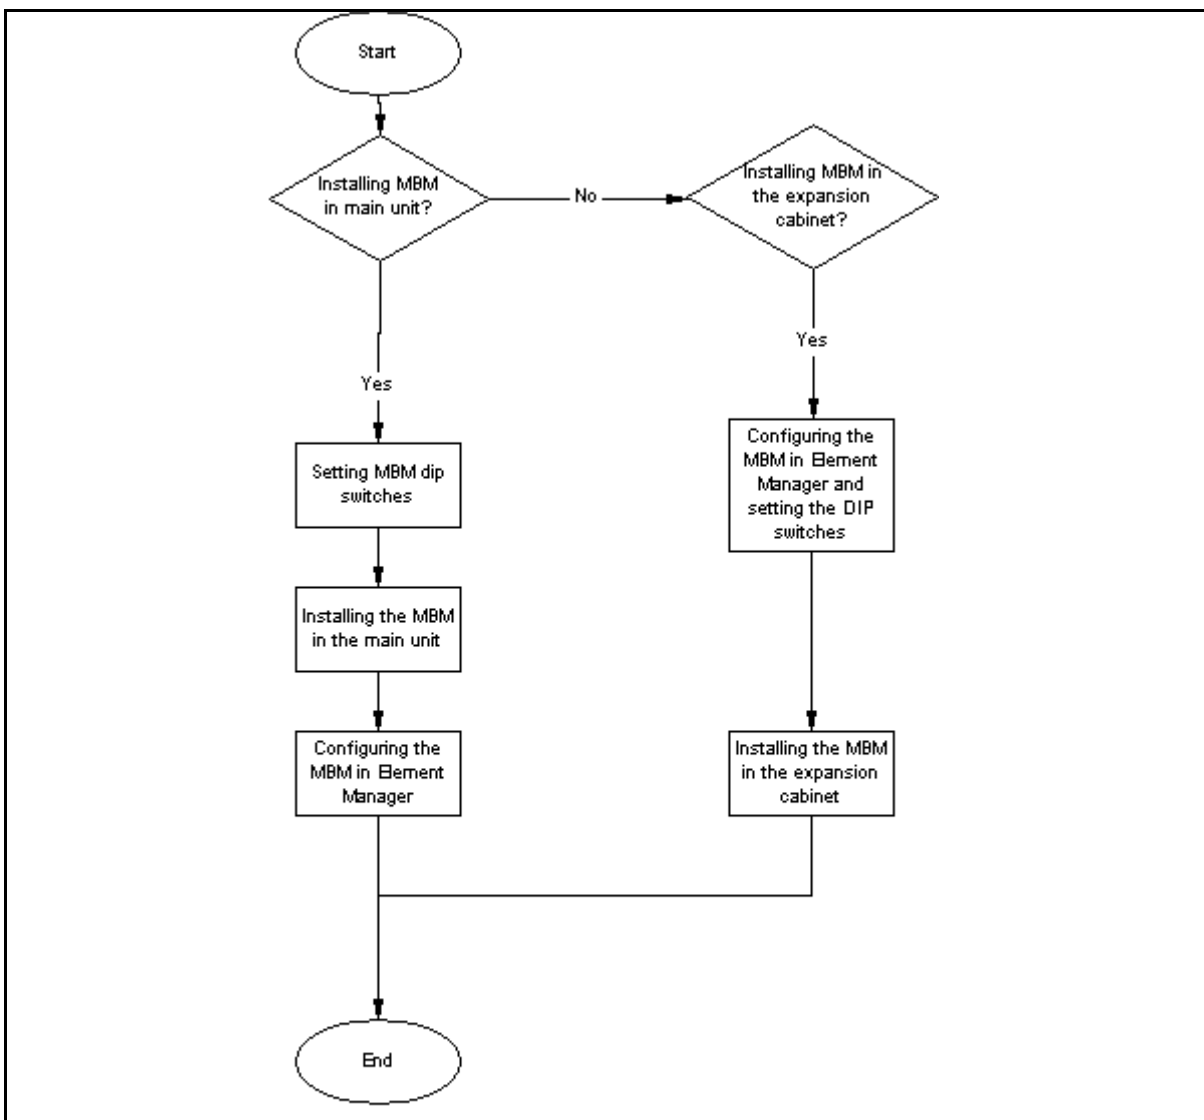 Start
Installing MBM
in main unit?
No
Installing MBM in
the expansion
cabinet?
Yes
Yes
Setting MBM dip
switches
Configuring the
MBM in Element
Manager and
setting the DIP
switches
Installing the MBM
in the main unit
Configuring the
MBM in Element
Manager
Installing the MBM
in the expansion
cabinet
End